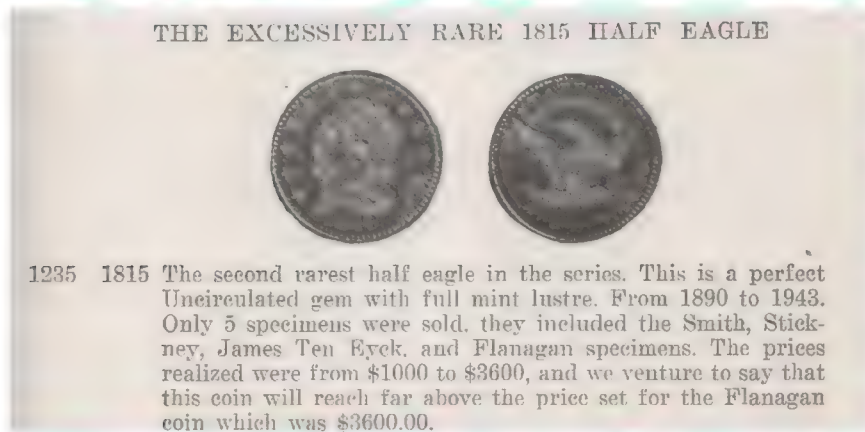 THE EXCESSIVELY RARE 1815 HALF EAGLE
1235 1815 The second rarest half eagle in the series. This is a perfect
Uncirculated gem with full mint lustre. From 1890 to 1943.
Only 5 specimens were sold. they included the Smith, Stick-
ney, James Ten Eyck, and Flanagan specimens. The prices
realized were from $1000 to $3600, and we venture to say that
this coin will reach far above the price set for the Flanagan
coin which was $3600.00.